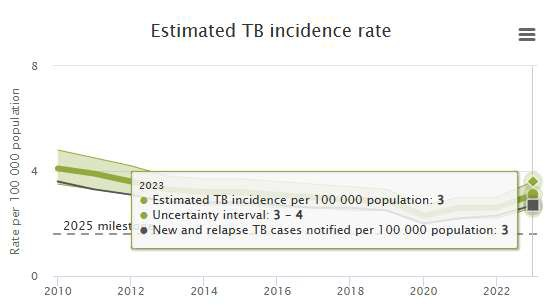 Estimated TB incidence rate
Rate per 100 000 population
8
4
0
2025 milest
2023
Estimated TB incidence per 100 000 population: 3
Uncertainty interval: 3 – 4
New and relapse TB cases notified per 100 000 population: 3
2010 2012 2014 2016 2018 2020 2022